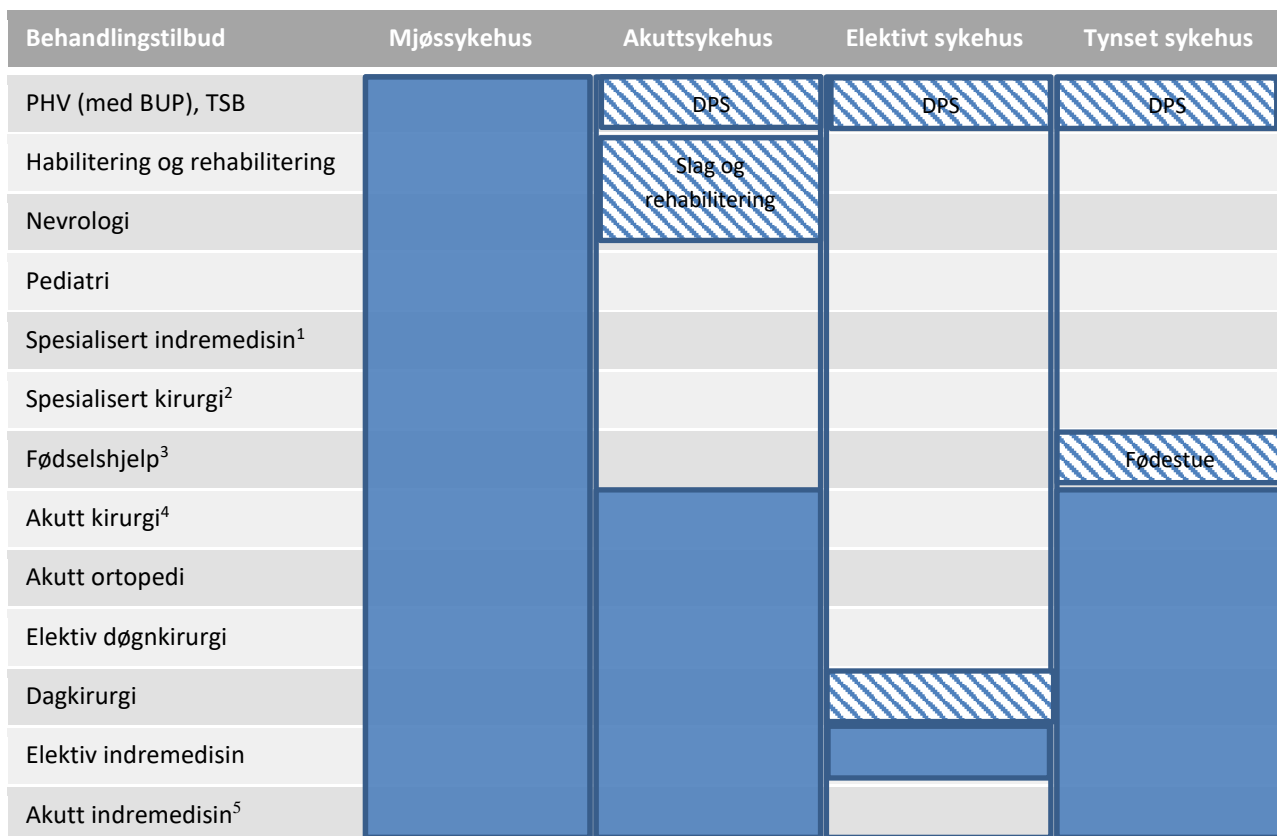 Behandlingstilbud Mjøssykehus Akuttsykehus Elektivt sykehus Tynset sykehus
PHV (med BUP), TSB DPS DPS DPS
Habilitering og rehabilitering Slag og
rehabilitering
Nevrologi
Pediatri
Spesialisert indremedisin¹
Spesialisert kirurgi²
Fødselshjelp³ Fødestue
Akutt kirurgi⁴
Akutt ortopedi
Elektiv døgnkirurgi
Dagkirurgi
Elektiv indremedisin
Akutt indremedisin⁵